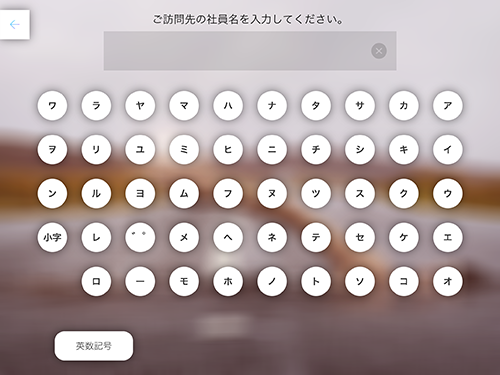 ご訪問先の社員名を入力してください。
ワ ラ ヤ マ ハ ナ タ サ カ ア
ヲ リ ユ ミ ヒ ニ チ シ キ イ
ン ル ヨ ム フ ヌ ツ ス ク ウ
小字 レ ゛゜ メ ヘ ネ テ セ ケ エ
ロ ー モ ホ ノ ト ソ コ オ
英数記号